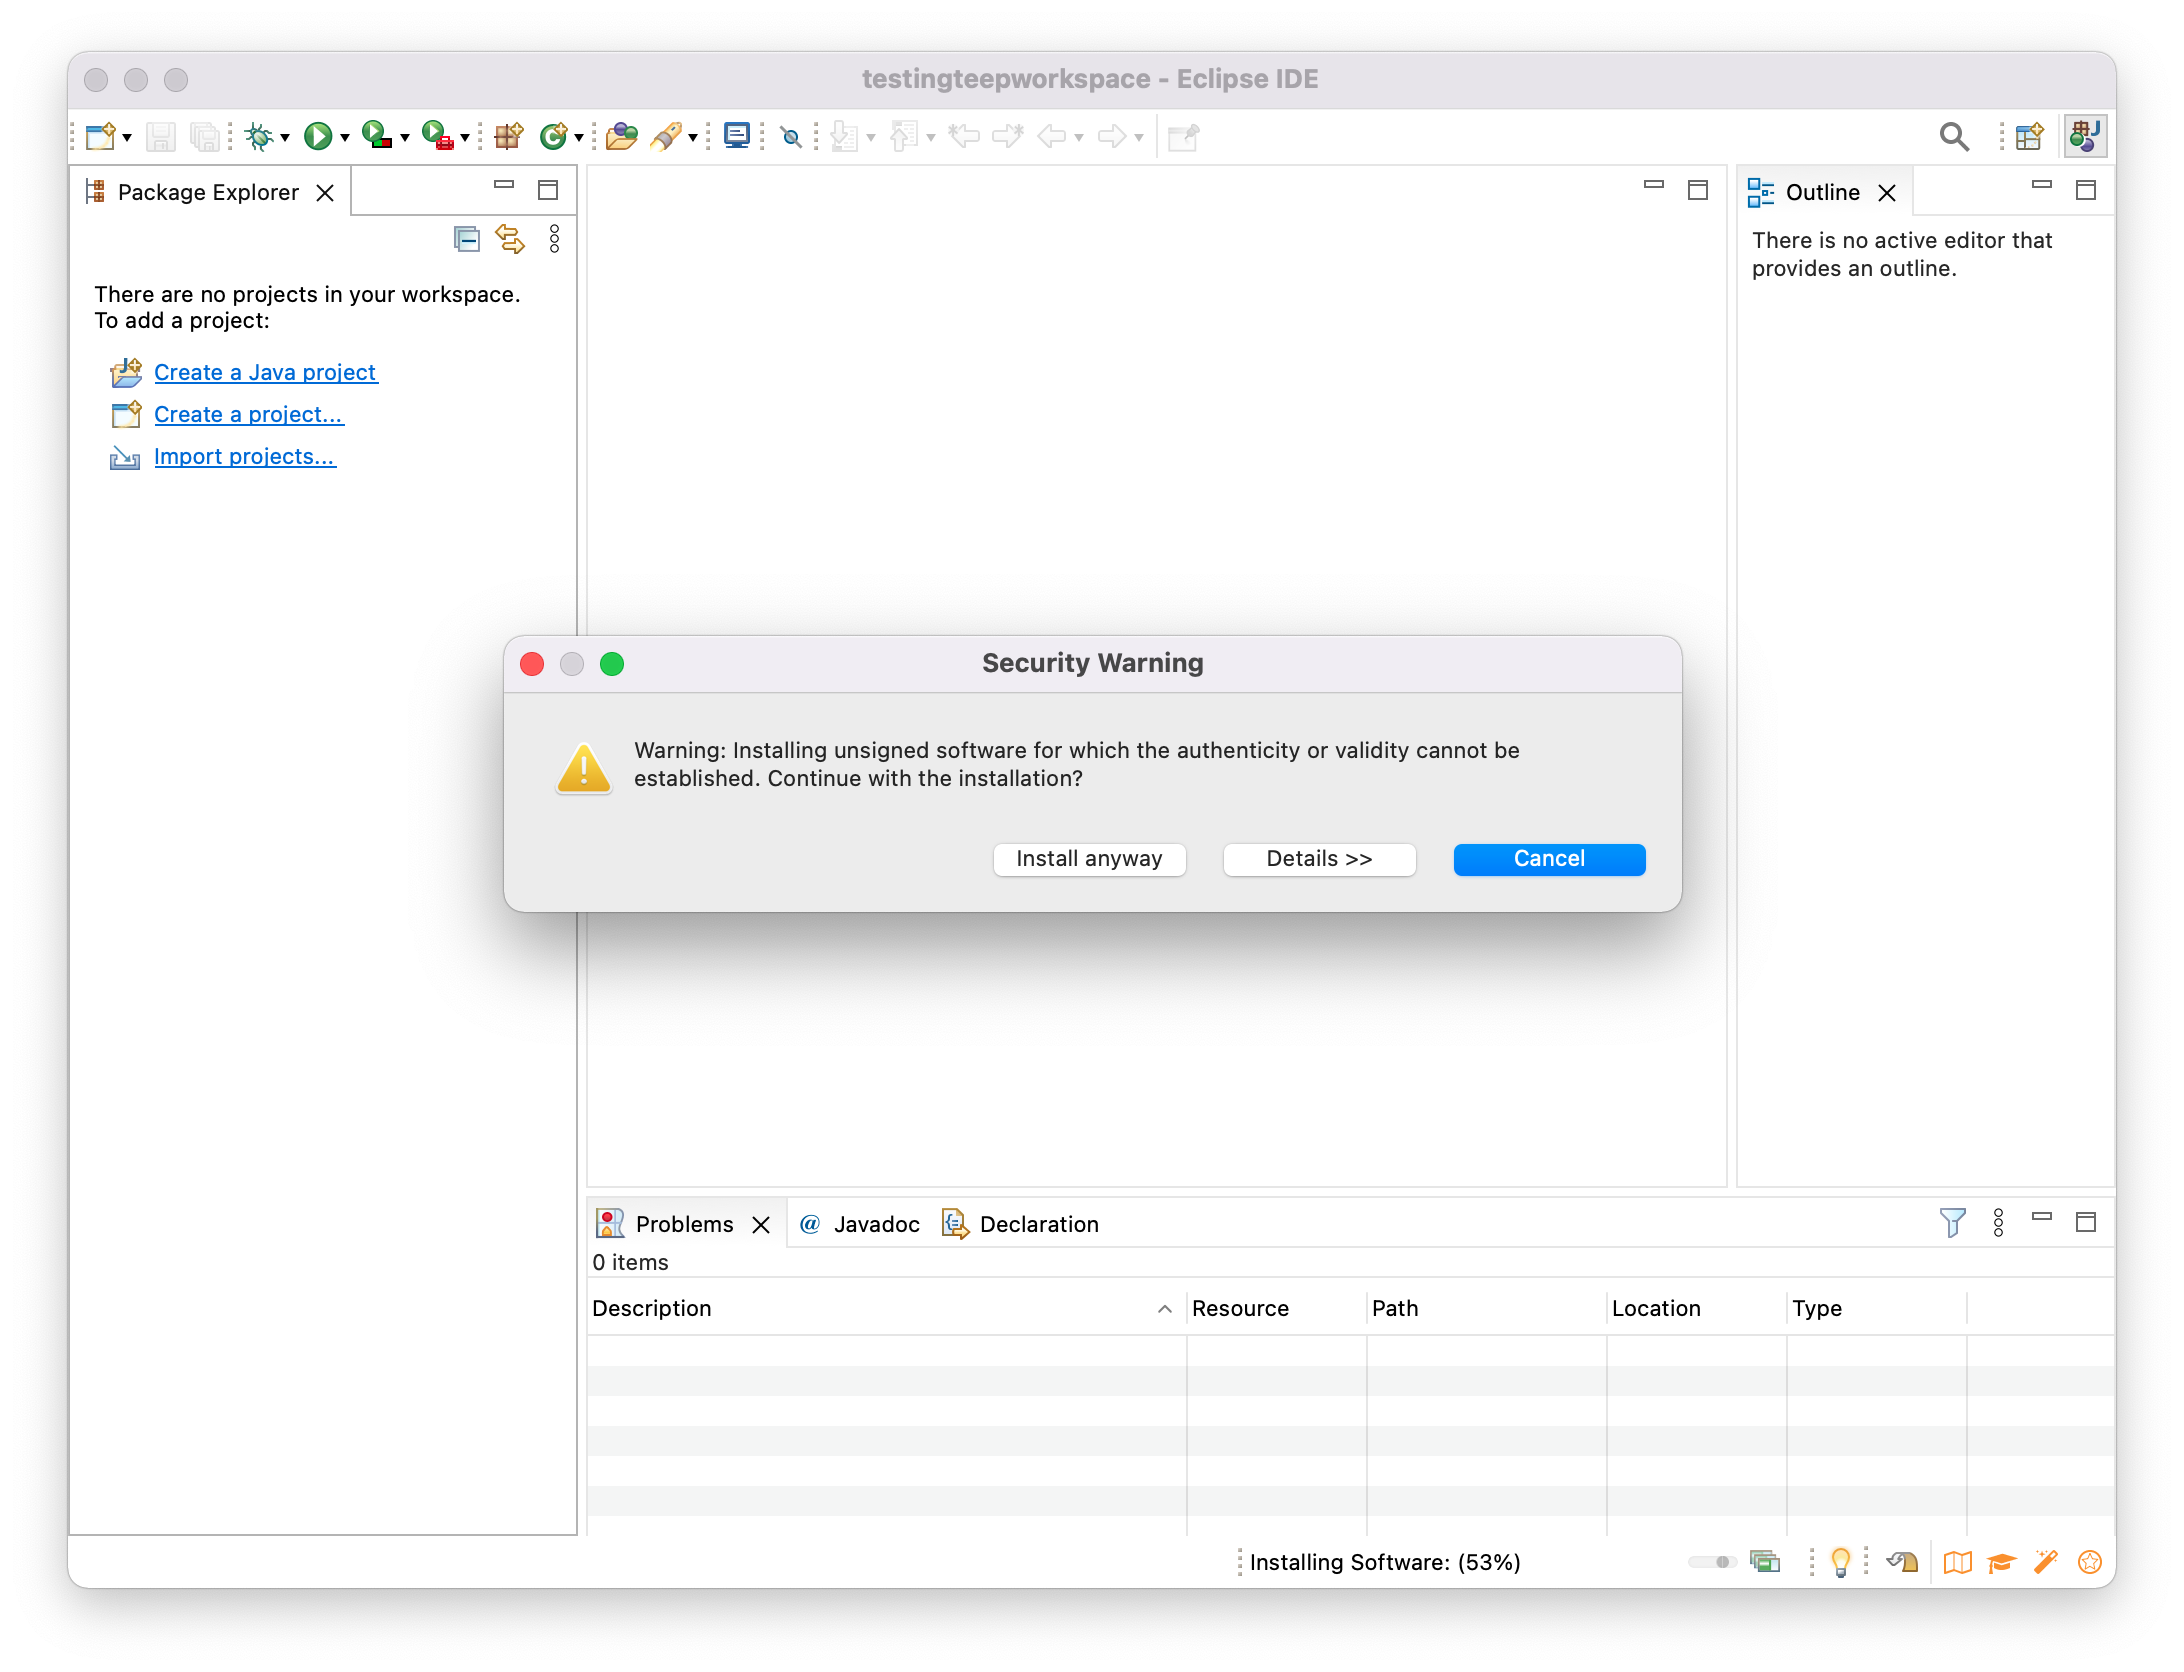 testingteepworkspace - Eclipse IDE
Package Explorer
There are no projects in your workspace.
To add a project:
Create a Java project
Create a project...
Import projects...
Outline
There is no active editor that
provides an outline.
Security Warning
Warning: Installing unsigned software for which the authenticity or validity cannot be
established. Continue with the installation?
Install anyway
Details >>
Cancel
Problems
@ Javadoc
Declaration
0 items
Description
Resource
Path
Location
Type
Installing Software: (53%)